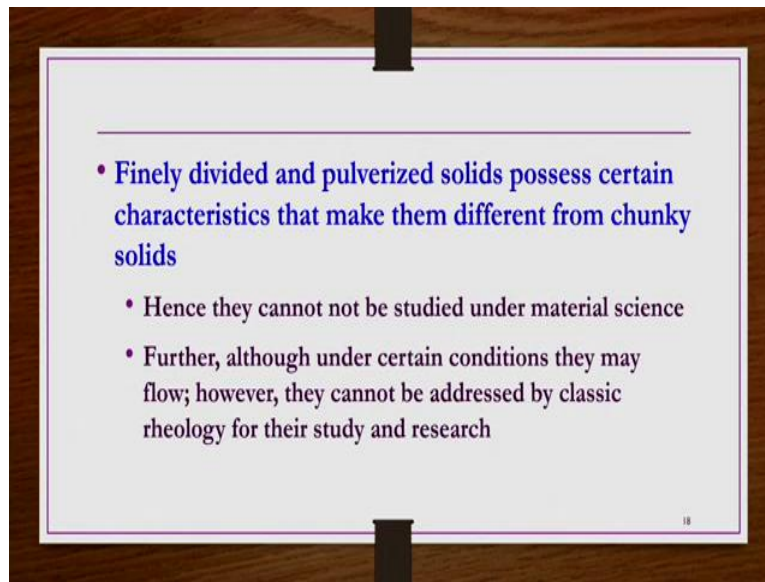 • Finely divided and pulverized solids possess certain
characteristics that make them different from chunky
solids
• Hence they cannot not be studied under material science
• Further, although under certain conditions they may
flow; however, they cannot be addressed by classic
rheology for their study and research
18